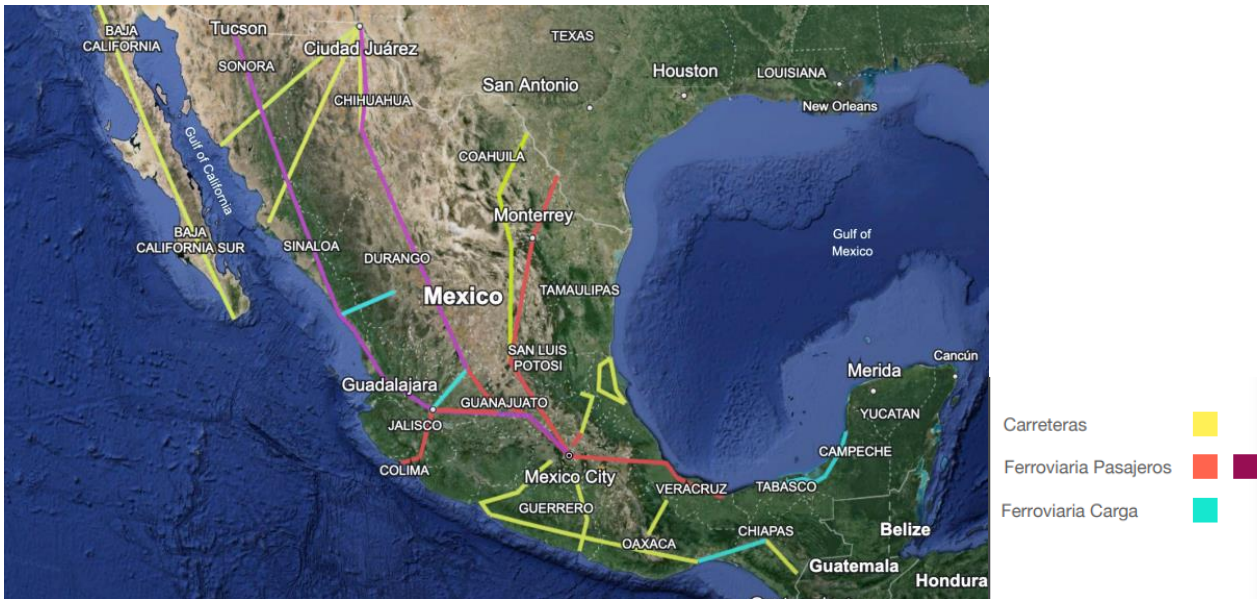 BAJA
CALIFORNIA
Tucson
Ciudad Juárez
TEXAS
SONORA
Houston
LOUISIANA
San Antonio
CHIHUAHUA
New Orleans
Gulf of California
COAHUILA
Monterrey
BAJA
CALIFORNIA SUR
SINALOA
Gulf of
Mexico
DURANGO
TAMAULIPAS
Mexico
SAN LUIS
POTOSI
Cancún
Merida
Guadalajara
GUANAJUATO
YUCATAN
JALISCO
Carreteras
CAMPECHE
COLIMA
Mexico City
Ferroviaria Pasajeros
VERACRUZ
TABASCO
GUERRERO
Ferroviaria Carga
CHIAPAS
Belize
OAXACA
Guatemala
Hondura